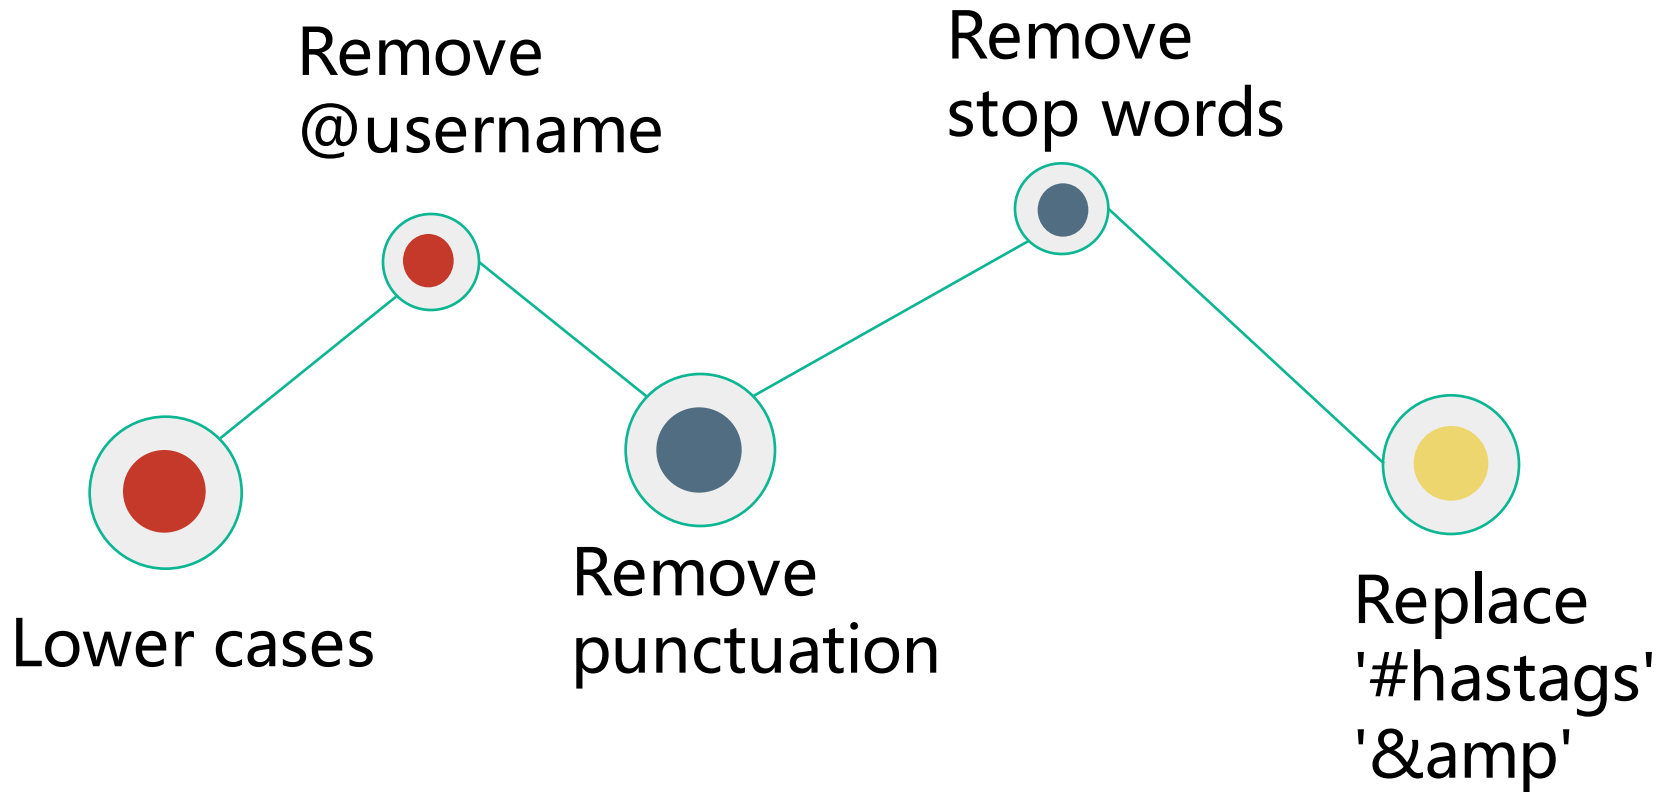 Remove
@username
Remove
stop words
Lower cases
Remove
punctuation
Replace
'#hastags'
'&amp'